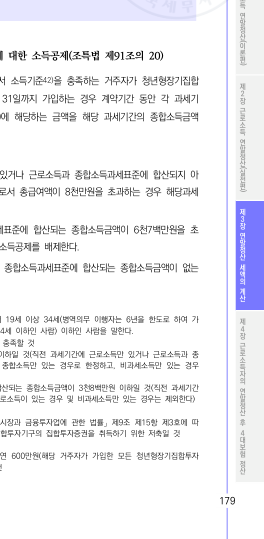 에 대한 소득공제(조특법 제91조의 20)
서 소득기준42)을 충족하는 거주자가 청년형장기집합
31일까지 가입하는 경우 계약기간 동안 각 과세기
에 해당하는 금액을 해당 과세기간의 종합소득금액
있거나 근로소득과 종합소득과세표준에 합산되지 아
로서 총급여액이 8천만원을 초과하는 경우 해당과세
세표준에 합산되는 종합소득금액이 6천7백만원을 초
소득공제를 배제한다.
종합소득과세표준에 합산되는 종합소득금액이 없는
19세 이상 34세(병역의무 이행자는 6년을 한도로 하여 가
4세 이하인 사람) 이하인 사람을 말한다.
충족할 것
이하일 것(직전 과세기간에 근로소득만 있거나 근로소득과 종
종합소득만 있는 경우로 한정하고, 비과세소득만 있는 경우
합산되는 종합소득금액이 3천8백만원 이하일 것(직전 과세기간
로소득이 있는 경우 및 비과세소득만 있는 경우는 제외한다)
시장과 금융투자업에 관한 법률」제9조 제15항 제3호에 따
합투자기구의 집합투자증권을 취득하기 위한 저축일 것
연 600만원(해당 거주자가 가입한 모든 청년형장기집합투자
연말정산(이론편)
제2장 근로소득 연말정산(실전편)
제3장 연말정산 세액의 계산
제4장 근로소득자의 연말정산 후 4대보험 정산
179